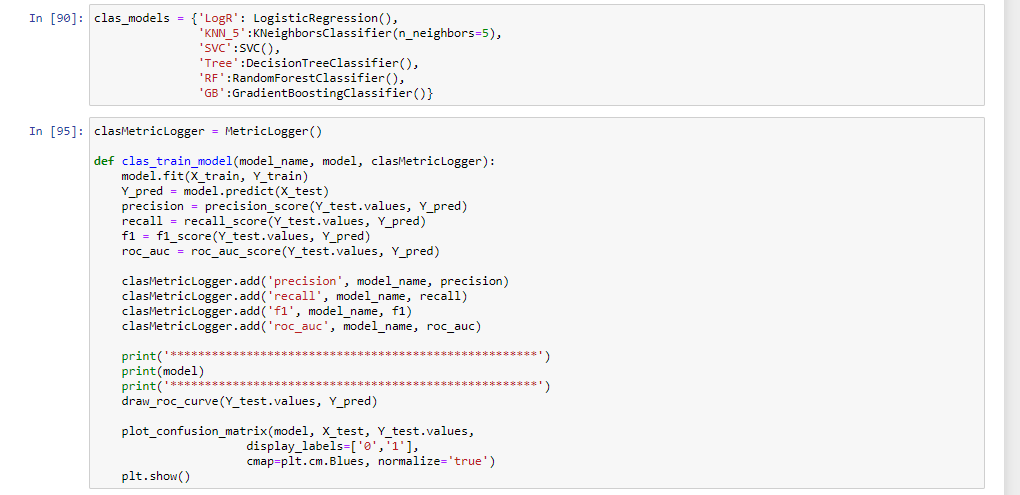 In [90]: clas_models = {'LogR': LogisticRegression(),
'KNN_5':KNeighborsClassifier(n_neighbors=5),
'SVC':SVC(),
'Tree':DecisionTreeClassifier(),
'RF':RandomForestClassifier(),
'GB':GradientBoostingClassifier()}
In [95]: clasMetricLogger = MetricLogger()
def clas_train_model(model_name, model, clasMetricLogger):
model.fit(X_train, Y_train)
Y_pred = model.predict(X_test)
precision = precision_score(Y_test.values, Y_pred)
recall = recall_score(Y_test.values, Y_pred)
f1 = f1_score(Y_test.values, Y_pred)
roc_auc = roc_auc_score(Y_test.values, Y_pred)
clasMetricLogger.add('precision', model_name, precision)
clasMetricLogger.add('recall', model_name, recall)
clasMetricLogger.add('f1', model_name, f1)
clasMetricLogger.add('roc_auc', model_name, roc_auc)
print('*****************************************************')
print(model)
print('*****************************************************')
draw_roc_curve(Y_test.values, Y_pred)
plot_confusion_matrix(model, X_test, Y_test.values,
display_labels=['0','1'],
cmap=plt.cm.Blues, normalize='true')
plt.show()